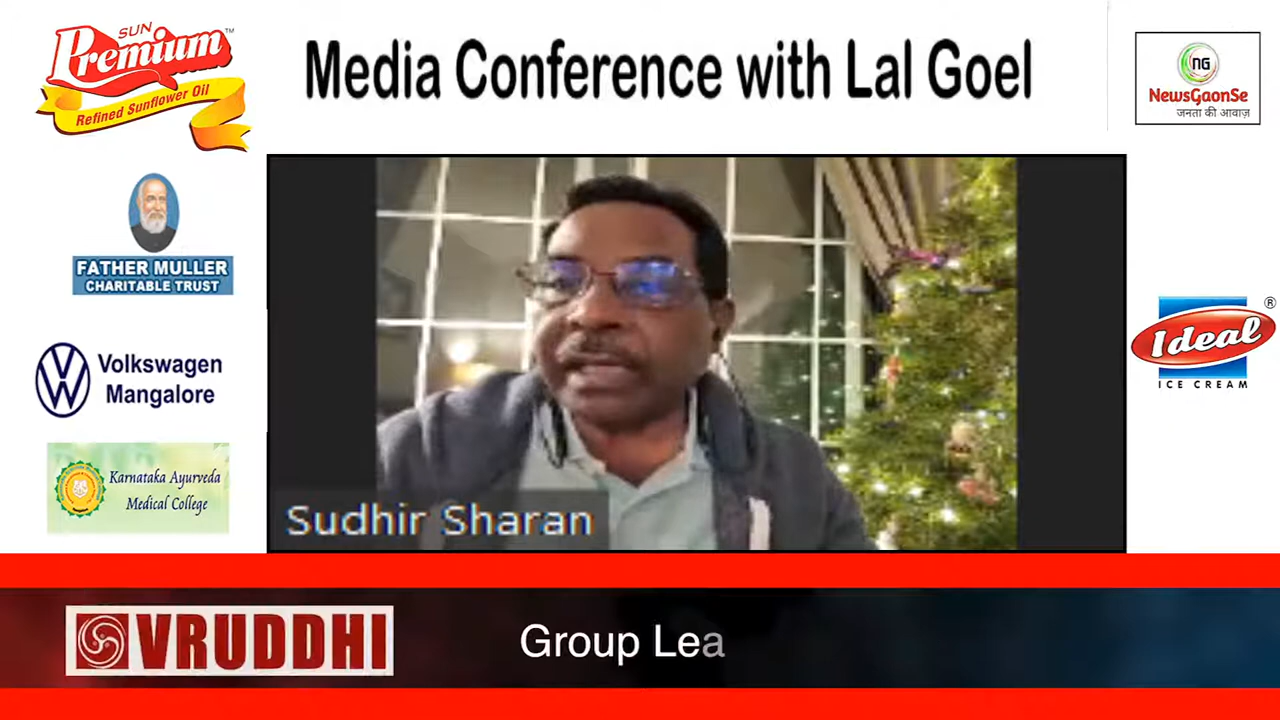 SUN
Premium™
Refined Sunflower Oil
Media Conference with Lal Goel
NG
NewsGaonSe
जनता की आवाज़
FATHER MULLER
CHARITABLE TRUST
Volkswagen
Mangalore
Ideal®
ICE CREAM
Karnataka Ayurveda
Medical College
Sudhir Sharan
VRUDDHI
Group Lea